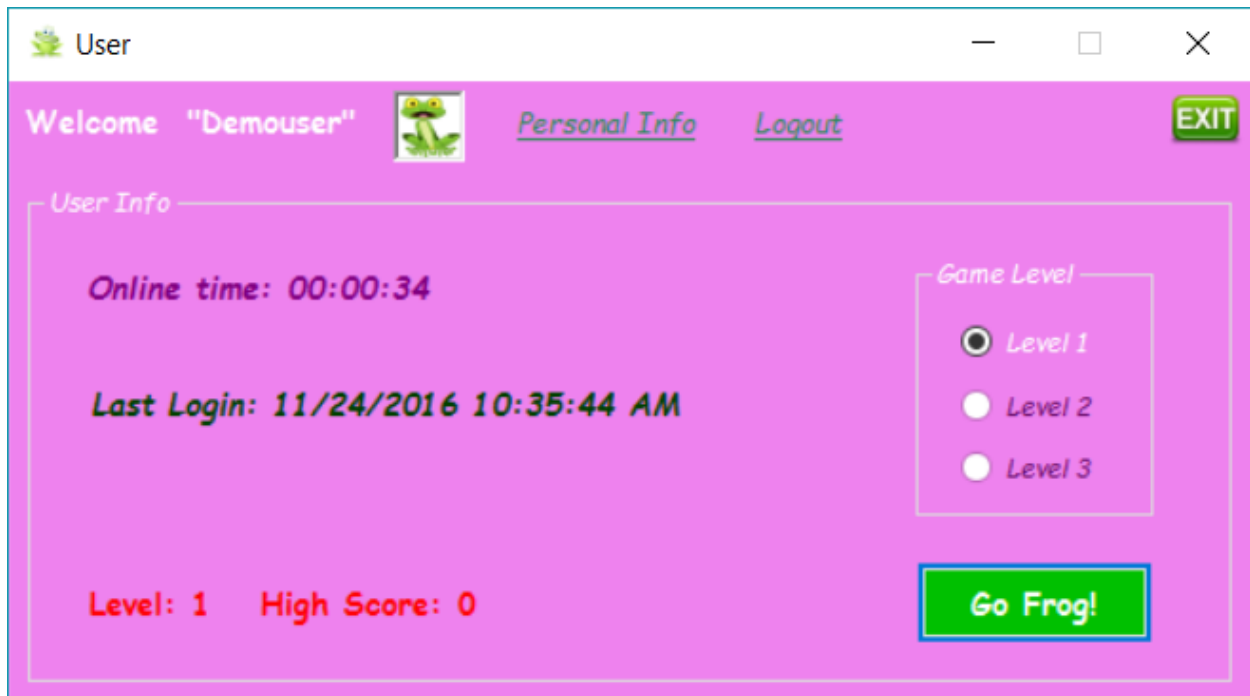 User
Welcome "Demouser" Personal Info Logout EXIT
User Info
Online time: 00:00:34
Game Level
Level 1
Last Login: 11/24/2016 10:35:44 AM
Level 2
Level 3
Level: 1 High Score: 0
Go Frog!